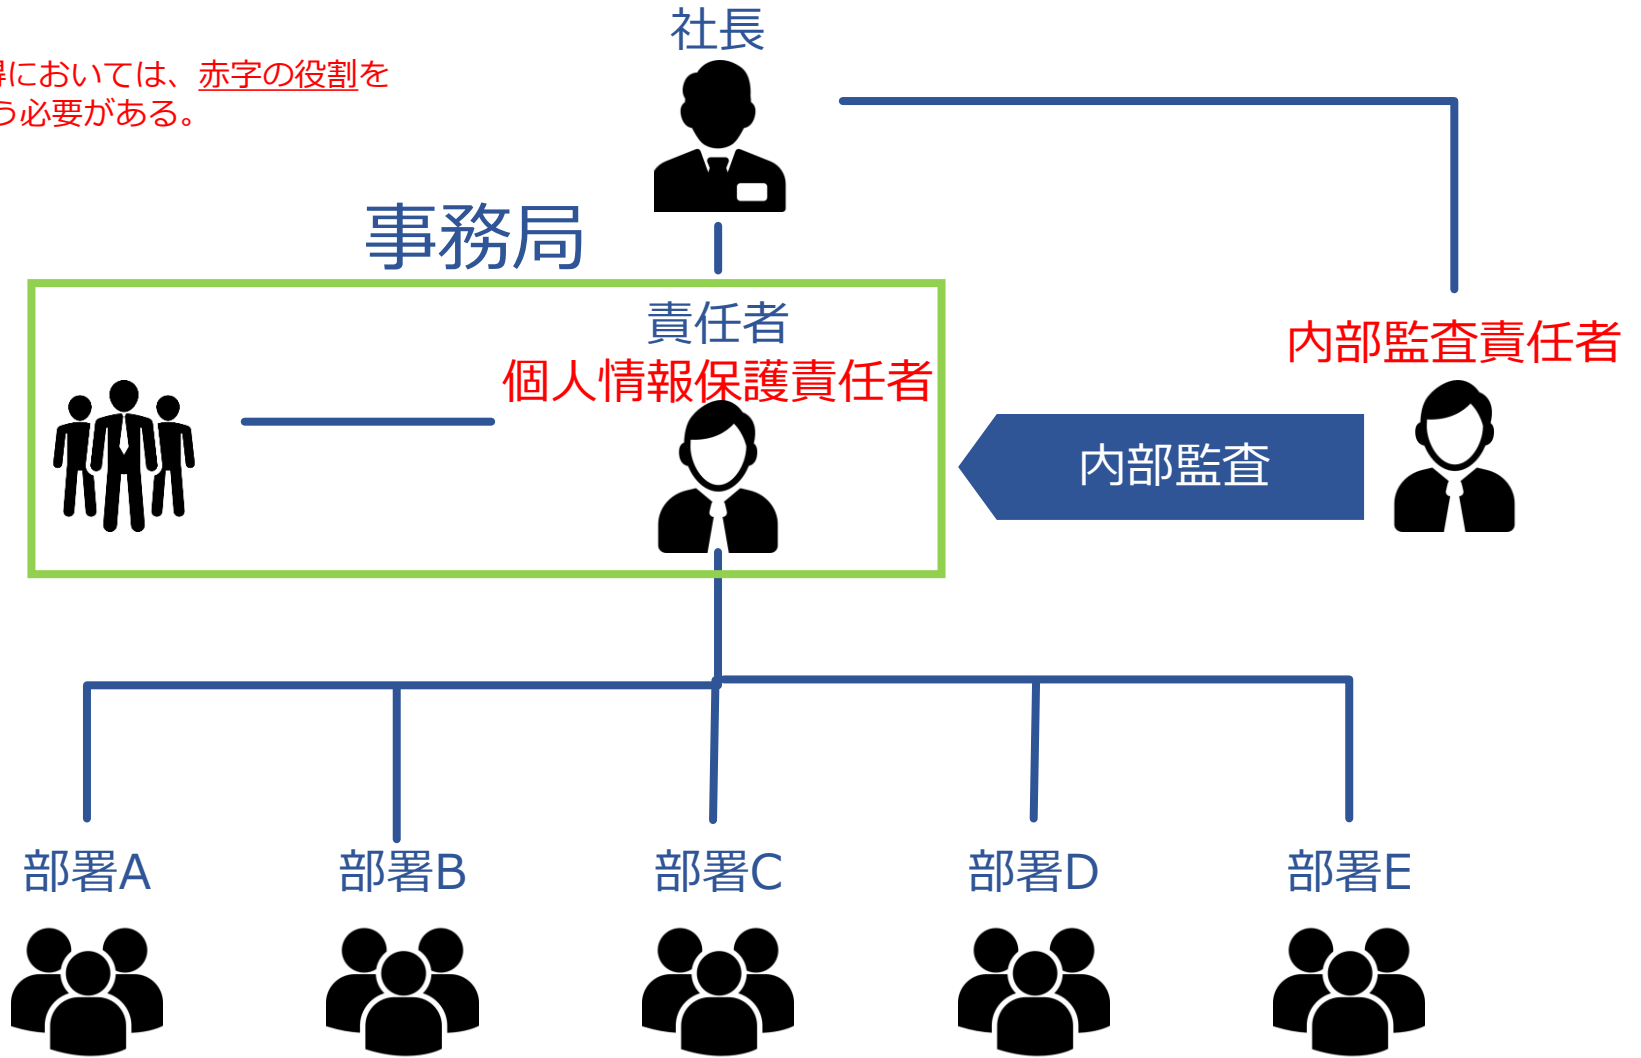 社長
得においては、赤字の役割を
う必要がある。
事務局
責任者
個人情報保護責任者
内部監査責任者
内部監査
部署A
部署B
部署C
部署D
部署E